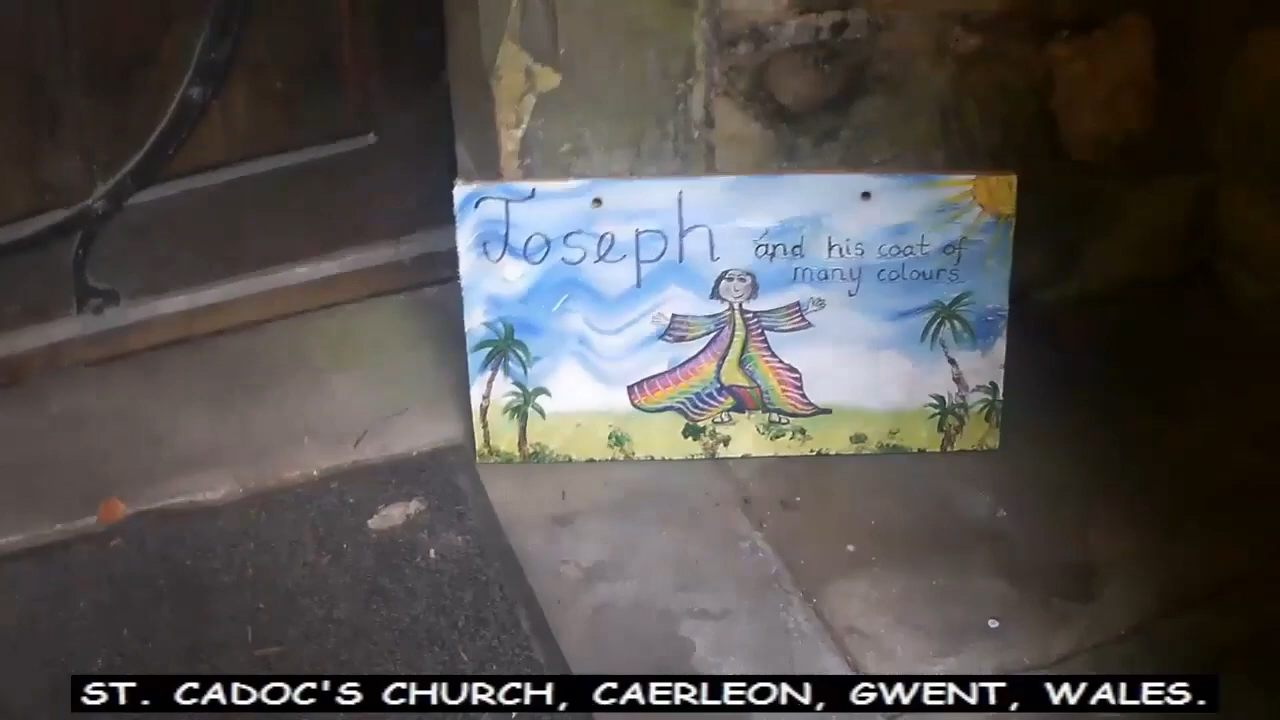 Joseph and his coat of
many colours
ST. CADOC'S CHURCH, CAERLEON, GWENT, WALES.